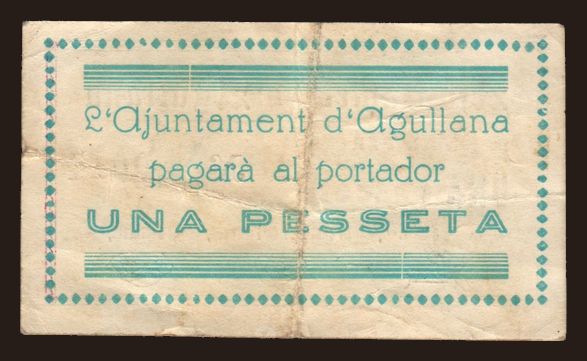 L'Ajuntament d'Agullana
pagarà al portador
UNA PESSETA